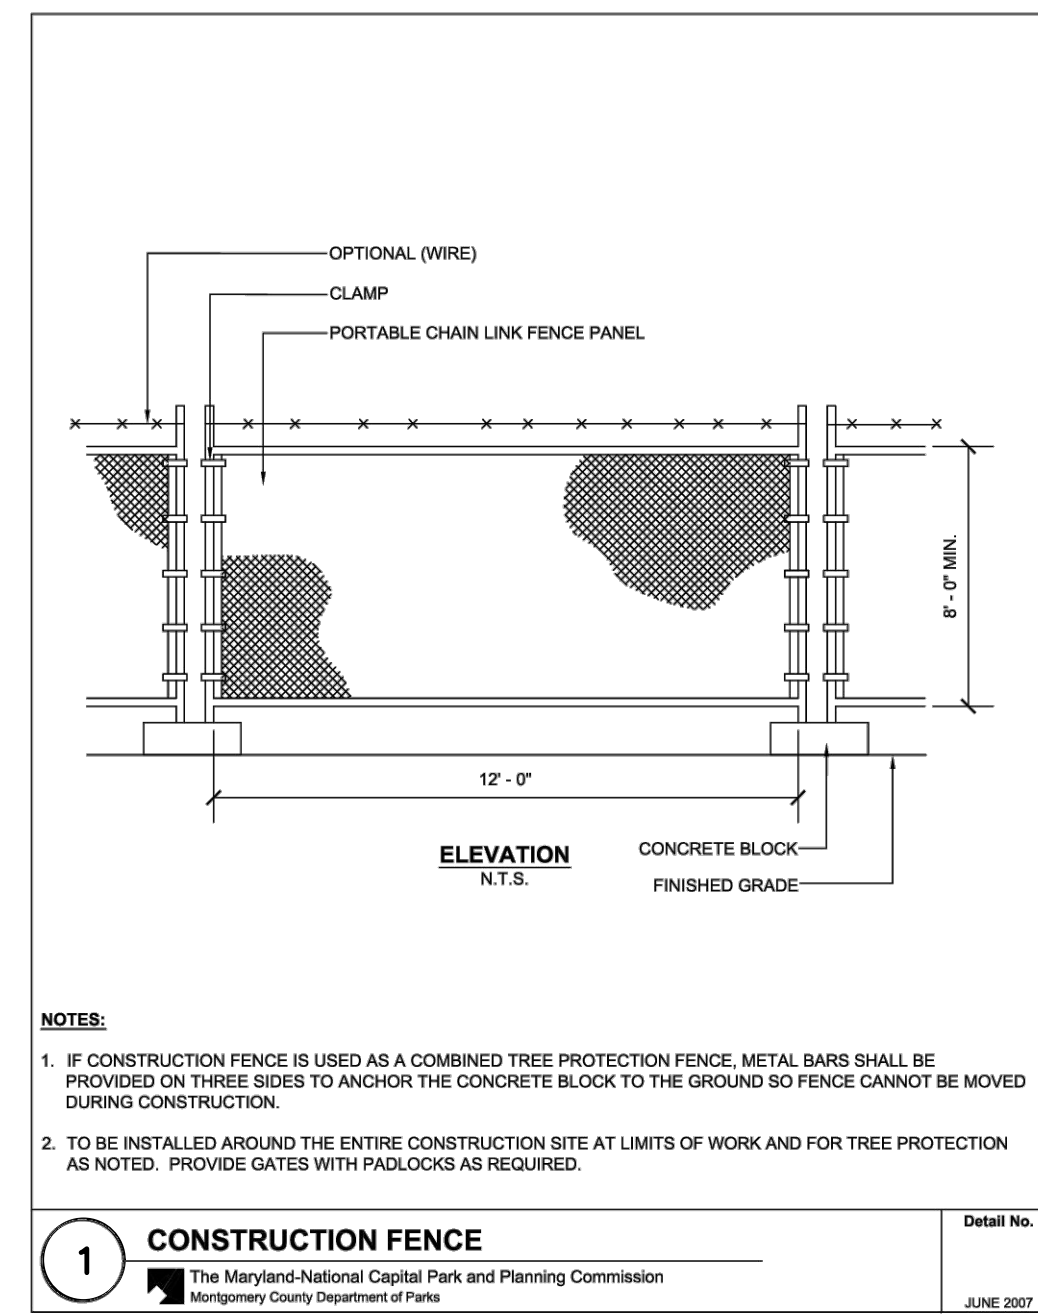 OPTIONAL (WIRE)
CLAMP
PORTABLE CHAIN LINK FENCE PANEL
8' - 0" MIN.
12' - 0"
ELEVATION
N.T.S.
CONCRETE BLOCK
FINISHED GRADE
NOTES:
1. IF CONSTRUCTION FENCE IS USED AS A COMBINED TREE PROTECTION FENCE, METAL BARS SHALL BE
PROVIDED ON THREE SIDES TO ANCHOR THE CONCRETE BLOCK TO THE GROUND SO FENCE CANNOT BE MOVED
DURING CONSTRUCTION.
2. TO BE INSTALLED AROUND THE ENTIRE CONSTRUCTION SITE AT LIMITS OF WORK AND FOR TREE PROTECTION
AS NOTED. PROVIDE GATES WITH PADLOCKS AS REQUIRED.
1
CONSTRUCTION FENCE
The Maryland-National Capital Park and Planning Commission
Montgomery County Department of Parks
Detail No.
JUNE 2007